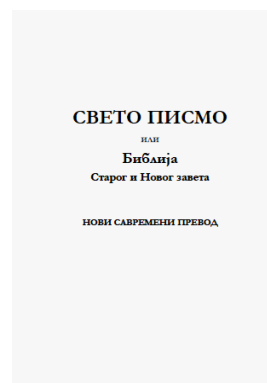 СВЕТО ПИСМО
или
Библија
Старог и Новог завета
НОВИ САВРЕМЕНИ ПРЕВОД